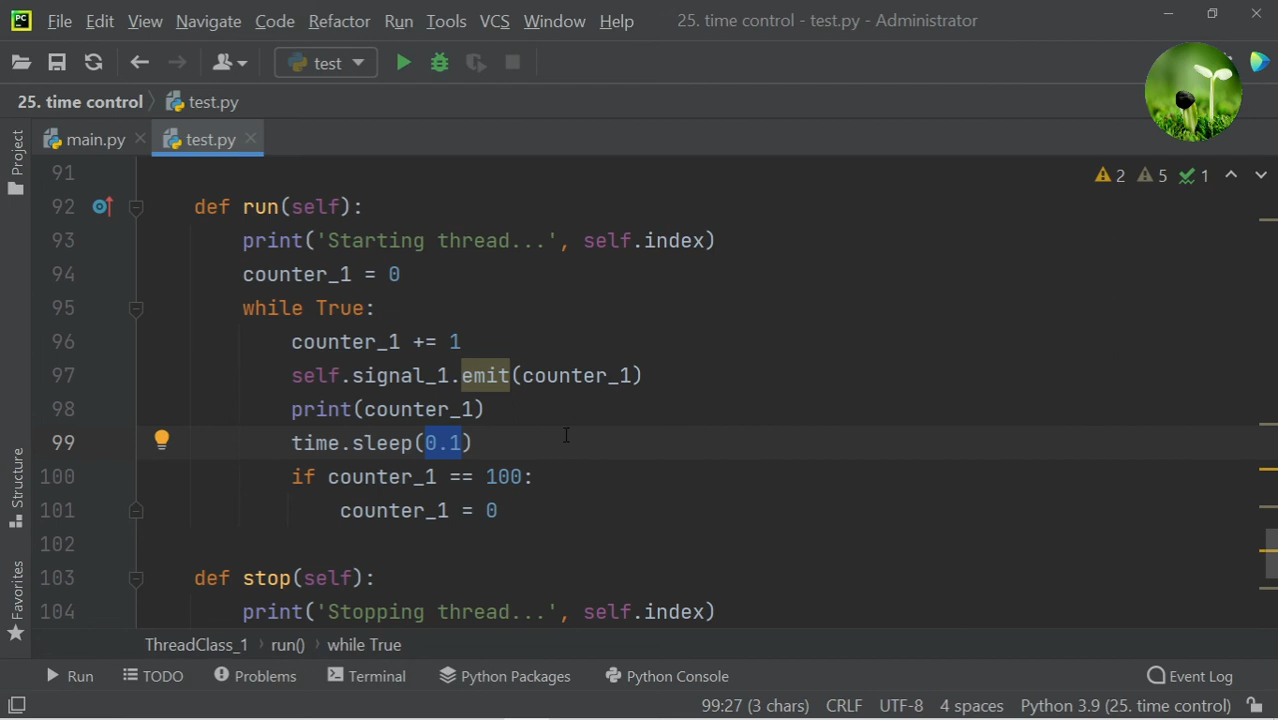 PC File Edit View Navigate Code Refactor Run Tools VCS Window Help 25. time control - test.py - Administrator
test
25. time control test.py
main.py test.py
Project
Structure
Favorites
2 5 1
91
92 def run(self):
93 print('Starting thread...', self.index)
94 counter_1 = 0
95 while True:
96 counter_1 += 1
97 self.signal_1.emit(counter_1)
98 print(counter_1)
99 time.sleep(0.1)
100 if counter_1 == 100:
101 counter_1 = 0
102
103 def stop(self):
104 print('Stopping thread...', self.index)
ThreadClass_1 › run() › while True
Run TODO Problems Terminal Python Packages Python Console Event Log
99:27 (3 chars) CRLF UTF-8 4 spaces Python 3.9 (25. time control)